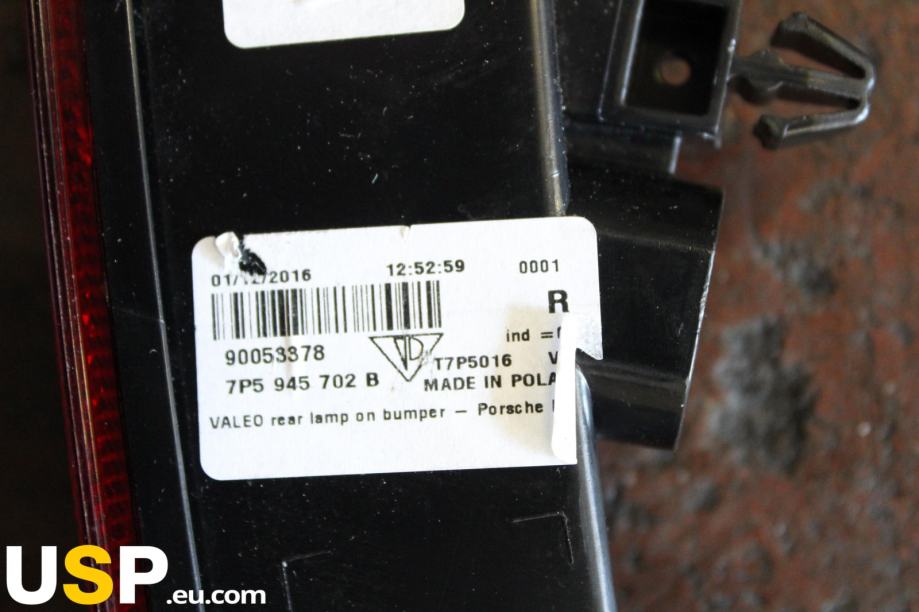 01/12/2016 12:52:59 0001
R
ind =
90053378 T7P5016 V
7P5 945 702 B MADE IN POLA
VALEO rear lamp on bumper – Porsche
USP.eu.com